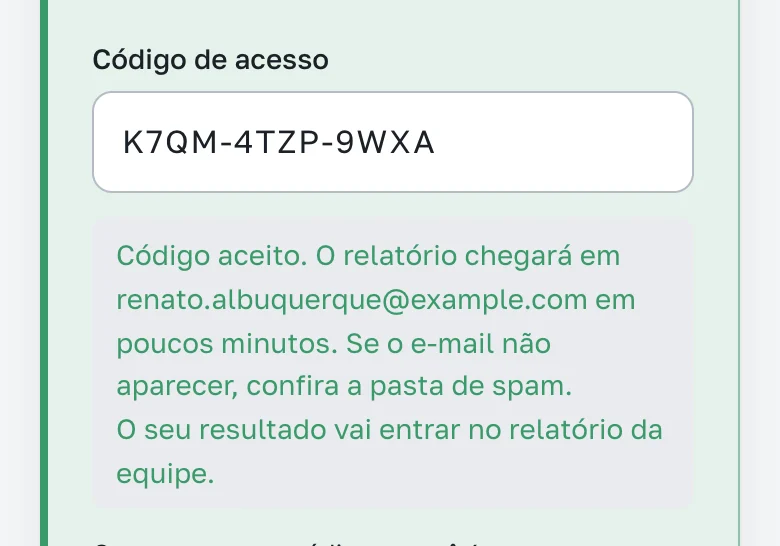 Código de acesso
K7QM-4TZP-9WXA
Código aceito. O relatório chegará em
renato.albuquerque@example.com em
poucos minutos. Se o e-mail não
aparecer, confira a pasta de spam.
O seu resultado vai entrar no relatório da
equipe.